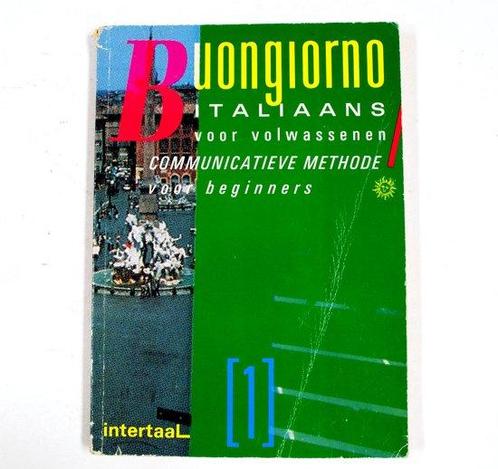 Buongiorno
ITALIAANS
voor volwassenen
COMMUNICATIEVE METHODE
voor beginners
[1]
intertaal